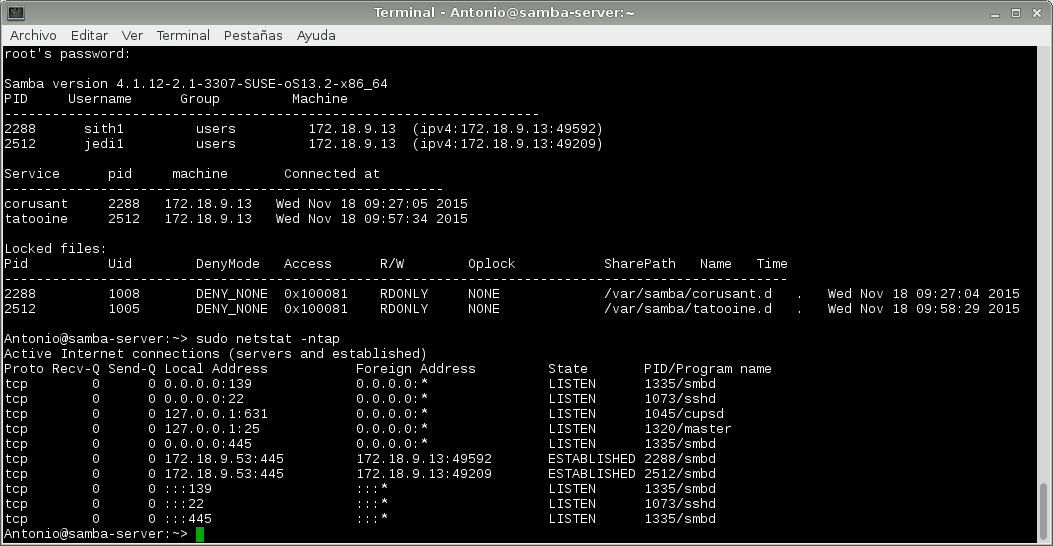 Terminal - Antonio@samba-server:~
Archivo Editar Ver Terminal Pestañas Ayuda
root's password:
Samba version 4.1.12-2.1-3307-SUSE-oS13.2-x86_64
PID     Username      Group         Machine
-------------------------------------------------------------------
2288      sith1         users         172.18.9.13  (ipv4:172.18.9.13:49592)
2512      jedi1         users         172.18.9.13  (ipv4:172.18.9.13:49209)
Service      pid     machine       Connected at
-------------------------------------------------------
corusant     2288   172.18.9.13   Wed Nov 18 09:27:05 2015
tatooine     2512   172.18.9.13   Wed Nov 18 09:57:34 2015
Locked files:
Pid          Uid        DenyMode   Access      R/W        Oplock           SharePath   Name   Time
--------------------------------------------------------------------------------------------------
2288         1008       DENY_NONE  0x100081    RDONLY     NONE             /var/samba/corusant.d   .   Wed Nov 18 09:27:04 2015
2512         1005       DENY_NONE  0x100081    RDONLY     NONE             /var/samba/tatooine.d   .   Wed Nov 18 09:58:29 2015
Antonio@samba-server:~> sudo netstat -ntap
Active Internet connections (servers and established)
Proto Recv-Q Send-Q Local Address           Foreign Address         State       PID/Program name
tcp        0      0 0.0.0.0:139             0.0.0.0:*               LISTEN      1335/smbd
tcp        0      0 0.0.0.0:22              0.0.0.0:*               LISTEN      1073/sshd
tcp        0      0 127.0.0.1:631           0.0.0.0:*               LISTEN      1045/cupsd
tcp        0      0 127.0.0.1:25            0.0.0.0:*               LISTEN      1320/master
tcp        0      0 0.0.0.0:445             0.0.0.0:*               LISTEN      1335/smbd
tcp        0      0 172.18.9.53:445         172.18.9.13:49592       ESTABLISHED 2288/smbd
tcp        0      0 172.18.9.53:445         172.18.9.13:49209       ESTABLISHED 2512/smbd
tcp        0      0 :::139                  :::*                    LISTEN      1335/smbd
tcp        0      0 :::22                   :::*                    LISTEN      1073/sshd
tcp        0      0 :::445                  :::*                    LISTEN      1335/smbd
Antonio@samba-server:~>